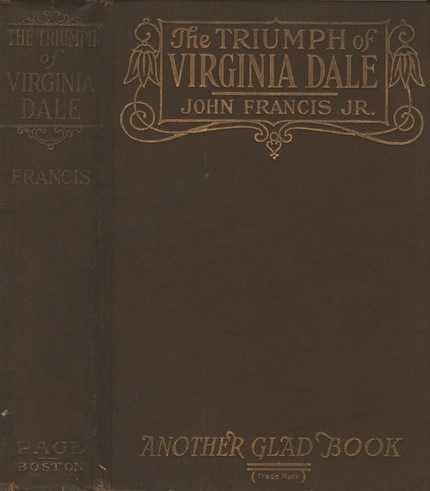 THE TRIUMPH
of
VIRGINIA
DALE
FRANCIS
PAGE
BOSTON
The TRIUMPH of
VIRGINIA DALE
JOHN FRANCIS JR.
ANOTHER GLAD BOOK
(Trade Mark)